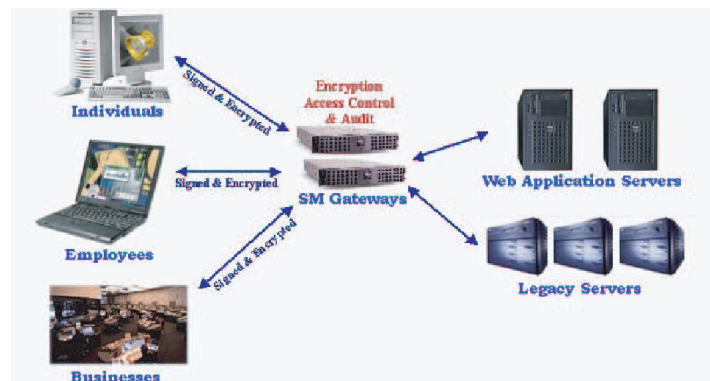 Individuals
Signed & Encrypted
Encryption
Access Control
& Audit
Signed & Encrypted
SM Gateways
Web Application Servers
Employees
Signed & Encrypted
Legacy Servers
Businesses